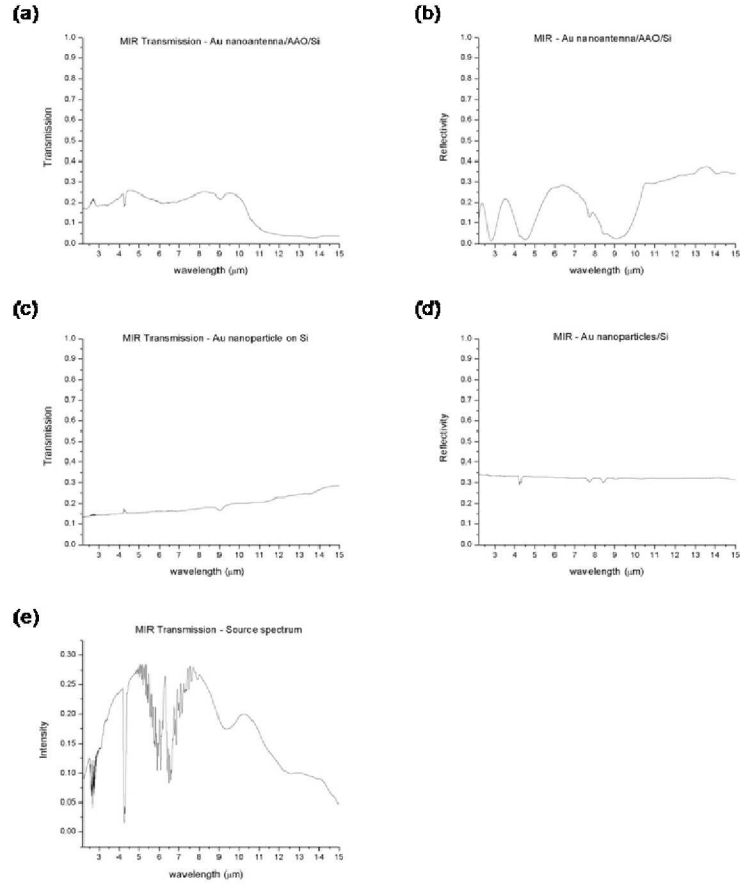 (a)
MIR Transmission - Au nanoantenna/AAO/Si
1.0
0.9
0.8
0.7
0.6
0.5
0.4
0.3
0.2
0.1
0.0
Transmission
3 4 5 6 7 8 9 10 11 12 13 14 15
wavelength (μm)
(b)
MIR - Au nanoantenna/AAO/Si
1.0
0.9
0.8
0.7
0.6
0.5
0.4
0.3
0.2
0.1
0.0
Reflectivity
3 4 5 6 7 8 9 10 11 12 13 14 15
wavelength (μm)
(c)
MIR Transmission - Au nanoparticle on Si
1.0
0.9
0.8
0.7
0.6
0.5
0.4
0.3
0.2
0.1
0.0
Transmission
3 4 5 6 7 8 9 10 11 12 13 14 15
wavelength (μm)
(d)
MIR - Au nanoparticles/Si
1.0
0.9
0.8
0.7
0.6
0.5
0.4
0.3
0.2
0.1
0.0
Reflectivity
3 4 5 6 7 8 9 10 11 12 13 14 15
wavelength (μm)
(e)
MIR Transmission - Source spectrum
0.30
0.25
0.20
0.15
0.10
0.05
0.00
Intensity
3 4 5 6 7 8 9 10 11 12 13 14 15
wavelength (μm)